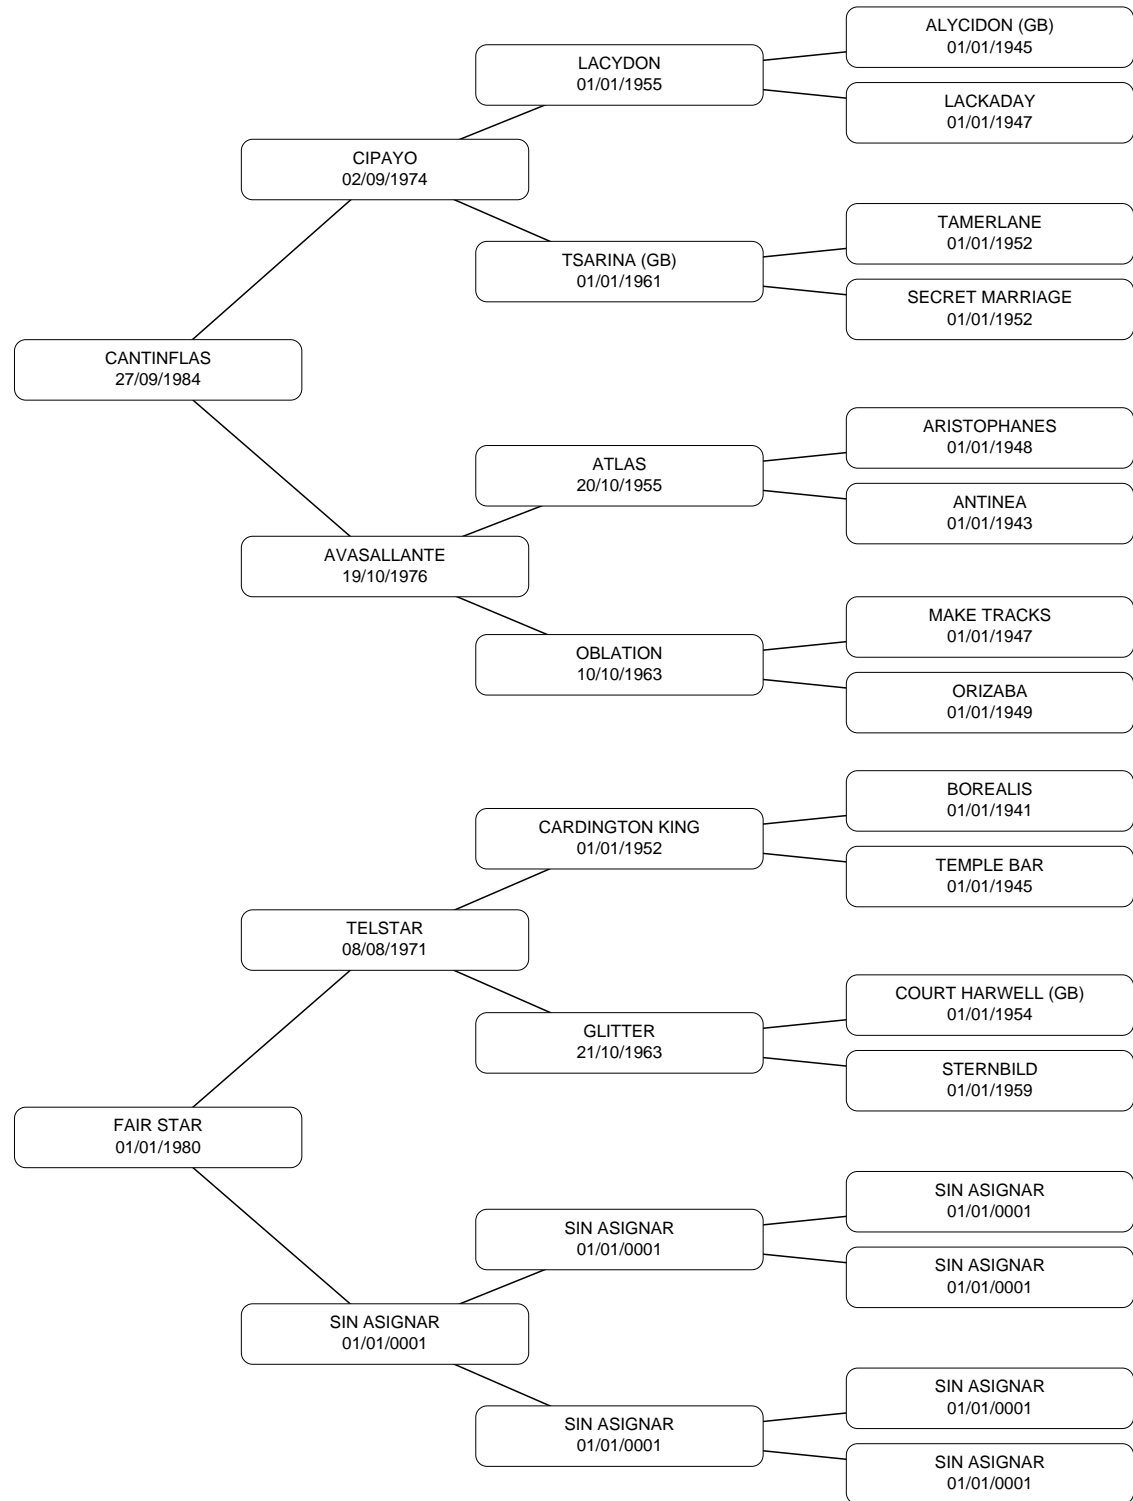 ALYCIDON (GB)
01/01/1945
LACYDON
01/01/1955
LACKADAY
01/01/1947
CIPAYO
02/09/1974
TAMERLANE
01/01/1952
TSARINA (GB)
01/01/1961
SECRET MARRIAGE
01/01/1952
CANTINFLAS
27/09/1984
ARISTOPHANES
01/01/1948
ATLAS
20/10/1955
ANTINEA
01/01/1943
AVASALLANTE
19/10/1976
MAKE TRACKS
01/01/1947
OBLATION
10/10/1963
ORIZABA
01/01/1949
BOREALIS
01/01/1941
CARDINGTON KING
01/01/1952
TEMPLE BAR
01/01/1945
TELSTAR
08/08/1971
COURT HARWELL (GB)
01/01/1954
GLITTER
21/10/1963
STERNBILD
01/01/1959
FAIR STAR
01/01/1980
SIN ASIGNAR
01/01/0001
SIN ASIGNAR
01/01/0001
SIN ASIGNAR
01/01/0001
SIN ASIGNAR
01/01/0001
SIN ASIGNAR
01/01/0001
SIN ASIGNAR
01/01/0001
SIN ASIGNAR
01/01/0001